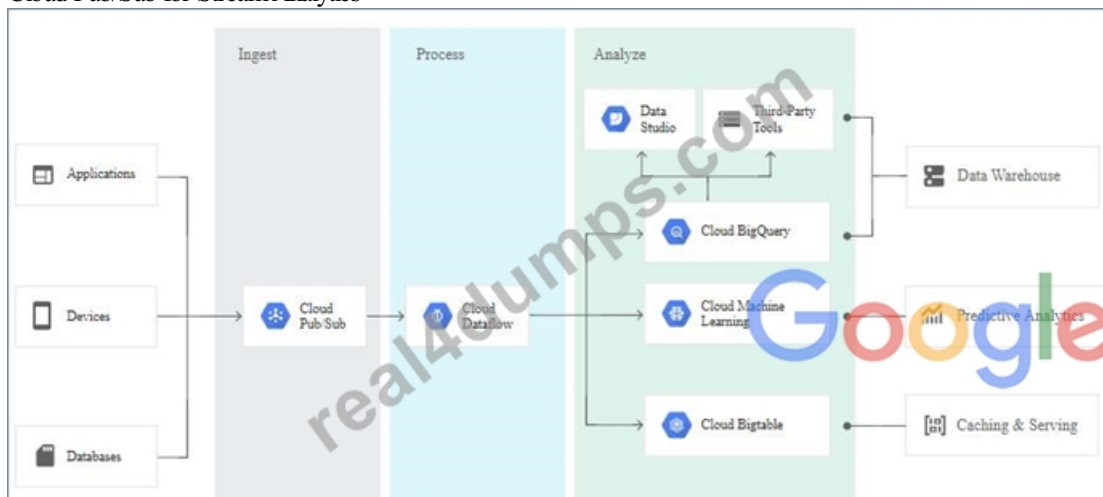 Cloud Pub/Sub for Stream Analytics
Ingest
Process
Analyze
Data
Studio
Third-Party
Tools
Applications
Data Warehouse
Cloud BigQuery
Devices
Cloud
Pub/Sub
Cloud
Dataflow
Cloud Machine
Learning
Predictive Analytics
Databases
Cloud Bigtable
Caching & Serving
real4dumps.com
Google